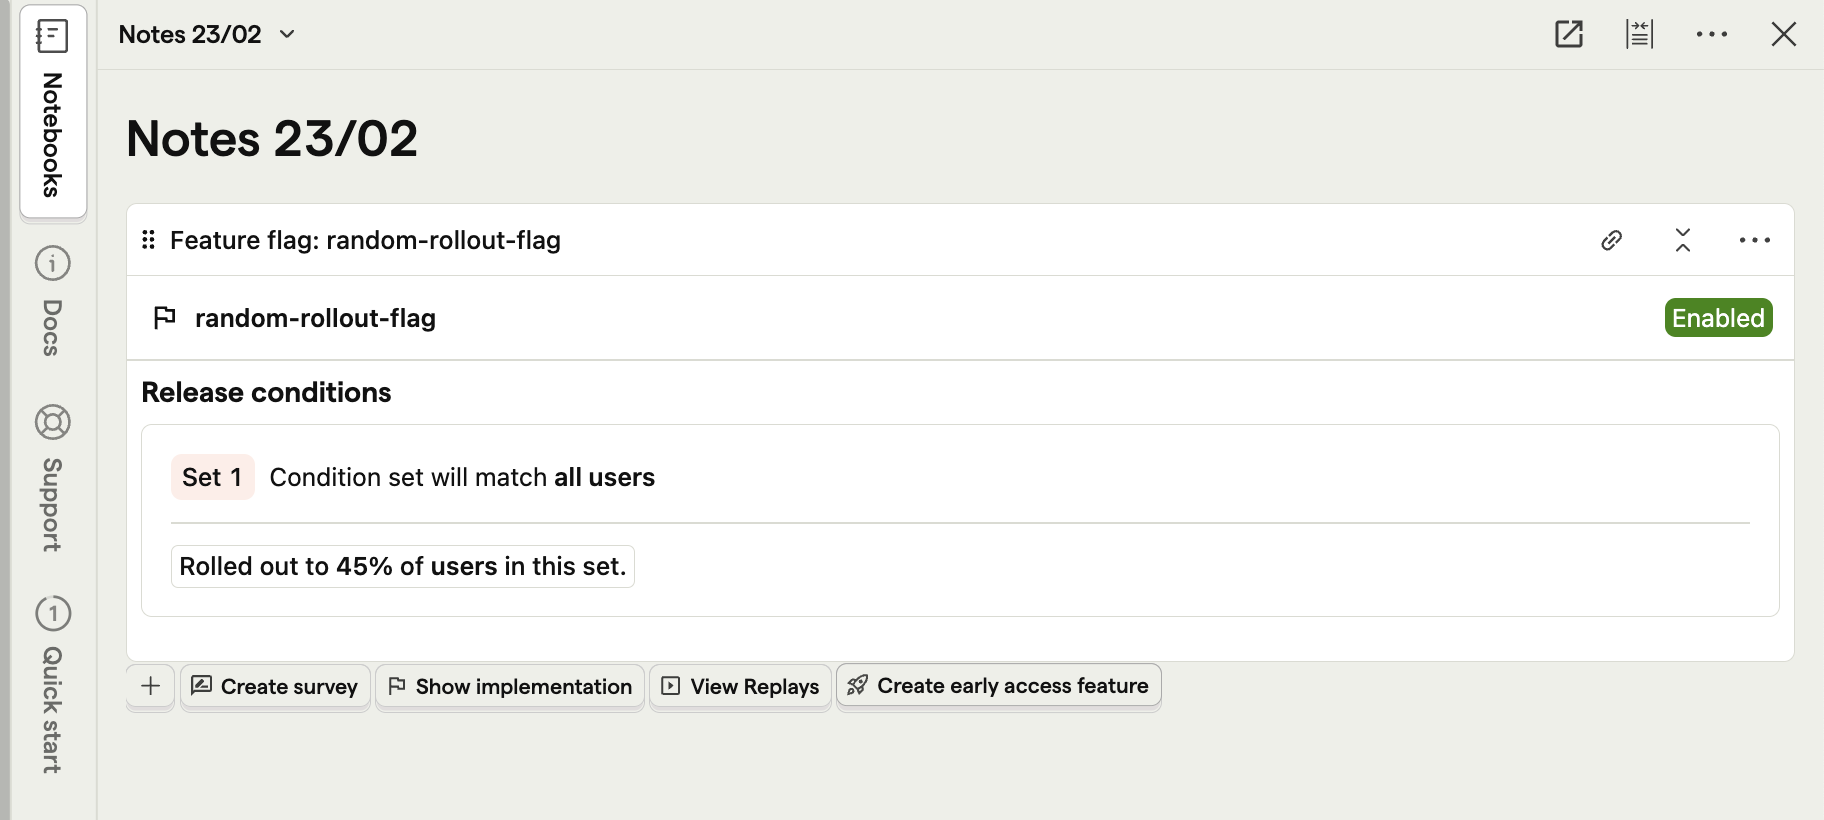 Notebooks
Docs
Support
1
Quick start
Notes 23/02
Notes 23/02
Feature flag: random-rollout-flag
random-rollout-flag
Enabled
Release conditions
Set 1 Condition set will match all users
Rolled out to 45% of users in this set.
Create survey
Show implementation
View Replays
Create early access feature